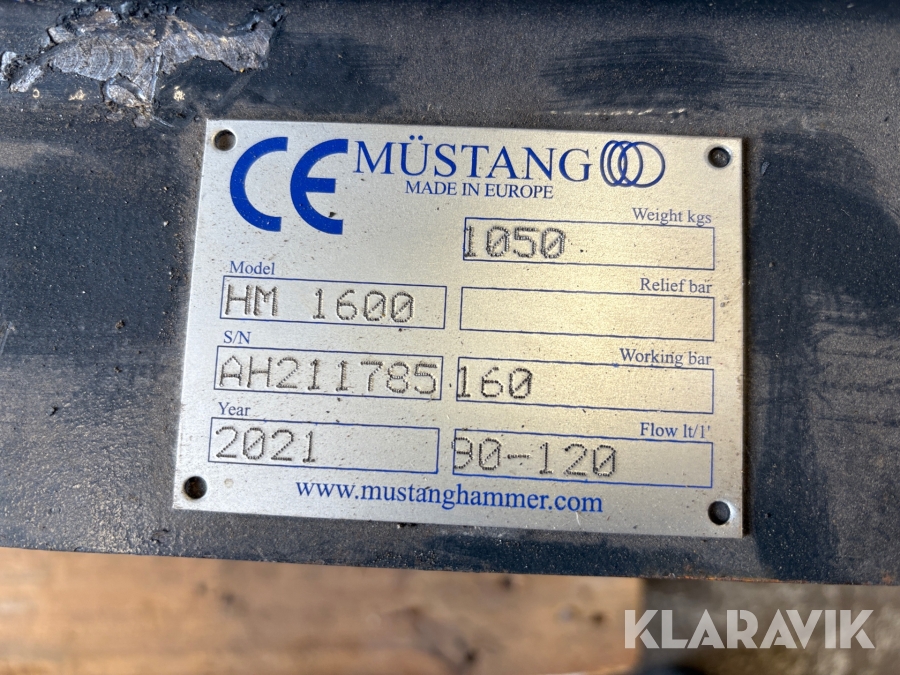 CE MÜSTANG
MADE IN EUROPE
Weight kgs
1050
Model
HM 1600
Relief bar
S/N
AH211785
Working bar
160
Year
2021
Flow lt/1'
90-120
www.mustanghammer.com
KLARAVIK